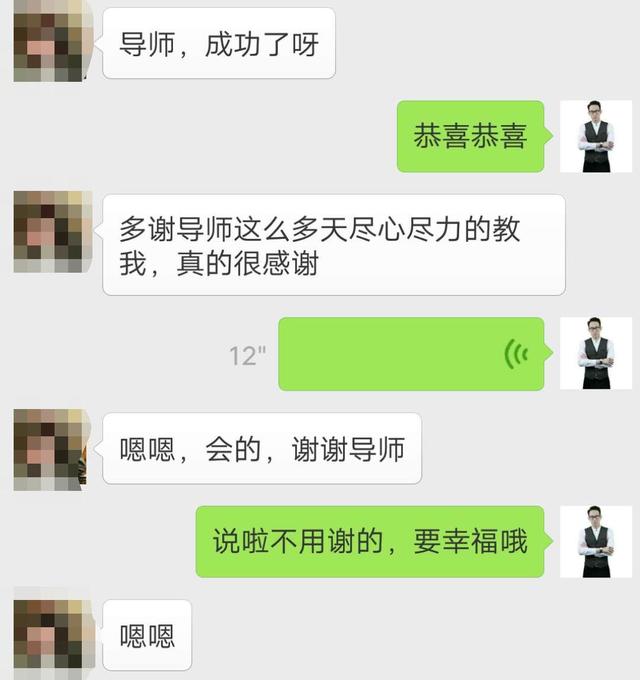 导师，成功了呀
恭喜恭喜
多谢导师这么多天尽心尽力的教
我，真的很感谢
12"
嗯嗯，会的，谢谢导师
说啦不用谢的，要幸福哦
嗯嗯